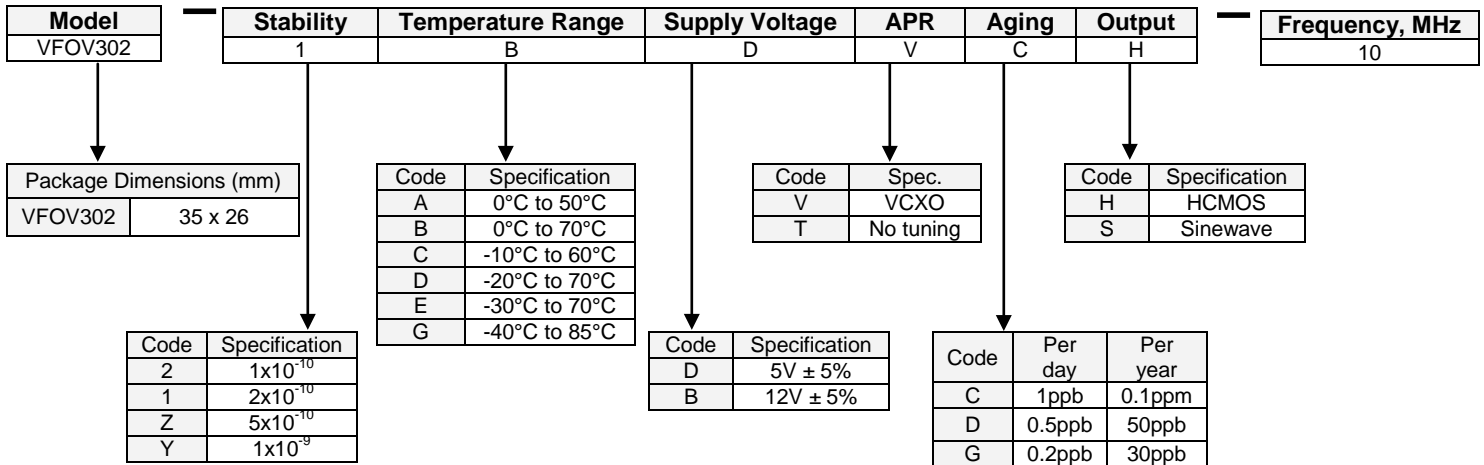 Model — Stability Temperature Range Supply Voltage APR Aging Output — Frequency, MHz
VFOV302 1 B D V C H 10
Package Dimensions (mm)
VFOV302 35 x 26
Code Specification
A 0°C to 50°C
B 0°C to 70°C
C -10°C to 60°C
D -20°C to 70°C
E -30°C to 70°C
G -40°C to 85°C
Code Spec.
V VCXO
T No tuning
Code Specification
H HCMOS
S Sinewave
Code Specification
2 1x10⁻¹⁰
1 2x10⁻¹⁰
Z 5x10⁻¹⁰
Y 1x10⁻⁹
Code Specification
D 5V ± 5%
B 12V ± 5%
Code Per day Per year
C 1ppb 0.1ppm
D 0.5ppb 50ppb
G 0.2ppb 30ppb